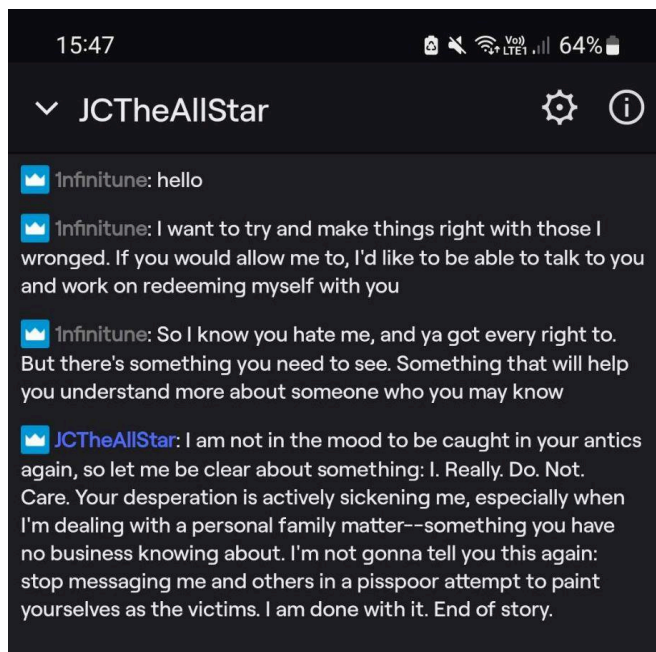 15:47
Vo)) LTE1 64%
JCTheAllStar
1nfinitune: hello
1nfinitune: I want to try and make things right with those I
wronged. If you would allow me to, I'd like to be able to talk to you
and work on redeeming myself with you
1nfinitune: So I know you hate me, and ya got every right to.
But there's something you need to see. Something that will help
you understand more about someone who you may know
JCTheAllStar: I am not in the mood to be caught in your antics
again, so let me be clear about something: I. Really. Do. Not.
Care. Your desperation is actively sickening me, especially when
I'm dealing with a personal family matter--something you have
no business knowing about. I'm not gonna tell you this again:
stop messaging me and others in a pisspoor attempt to paint
yourselves as the victims. I am done with it. End of story.